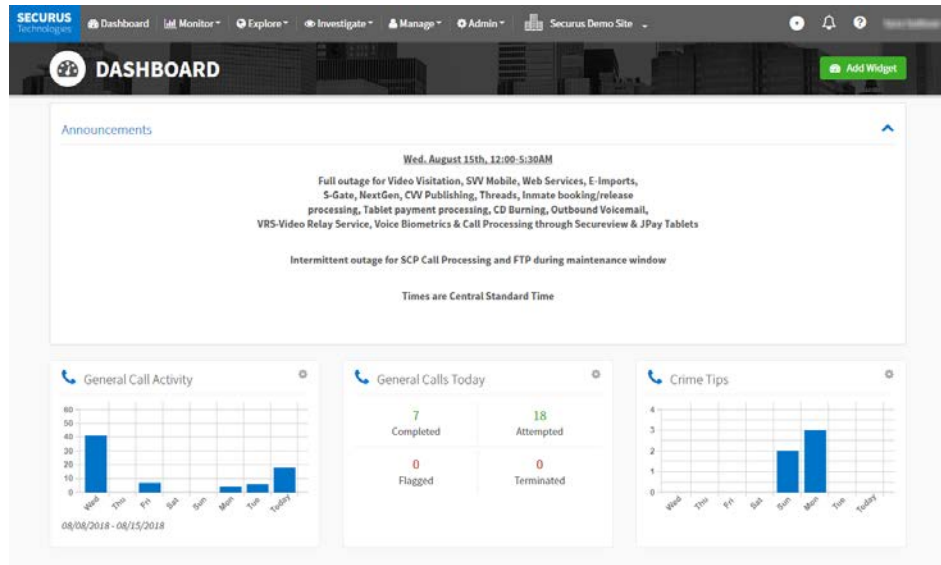 SECURUS
Technologies
Dashboard
Monitor
Explore
Investigate
Manage
Admin
Securus Demo Site
DASHBOARD
Add Widget
Announcements
Wed. August 15th, 12:00-5:30AM
Full outage for Video Visitation, SVV Mobile, Web Services, E-Imports,
S-Gate, NextGen, CVV Publishing, Threads, Inmate booking/release
processing, Tablet payment processing, CD Burning, Outbound Voicemail,
VRS-Video Relay Service, Voice Biometrics & Call Processing through Secureview & JPay Tablets
Intermittent outage for SCP Call Processing and FTP during maintenance window
Times are Central Standard Time
General Call Activity
60
50
40
30
20
10
0
Wed Thu Fri Sat Sun Mon Tue Today
08/08/2018 - 08/15/2018
General Calls Today
7
Completed
18
Attempted
0
Flagged
0
Terminated
Crime Tips
4
3
2
1
0
Wed Thu Fri Sat Sun Mon Tue Today